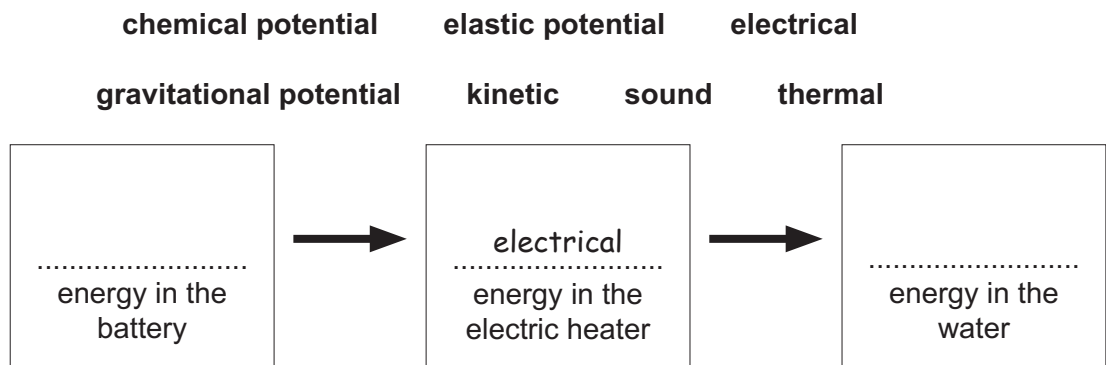 chemical potential elastic potential electrical
gravitational potential kinetic sound thermal
electrical
.......................... .......................... ..........................
energy in the energy in the energy in the
battery electric heater water